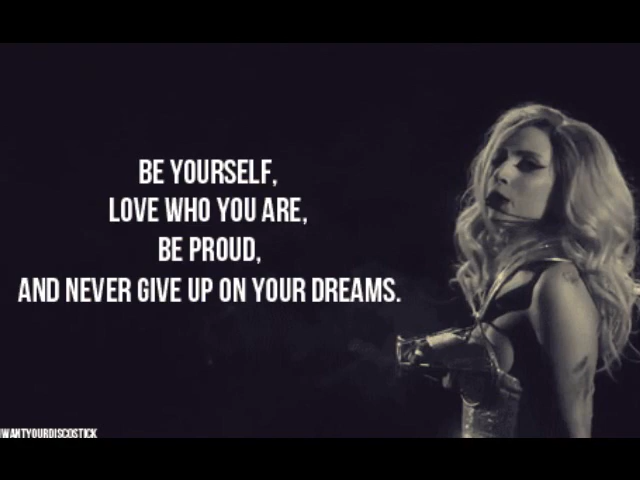 BE YOURSELF,
LOVE WHO YOU ARE,
BE PROUD,
AND NEVER GIVE UP ON YOUR DREAMS.
IWANTYOURDISCOSTICK